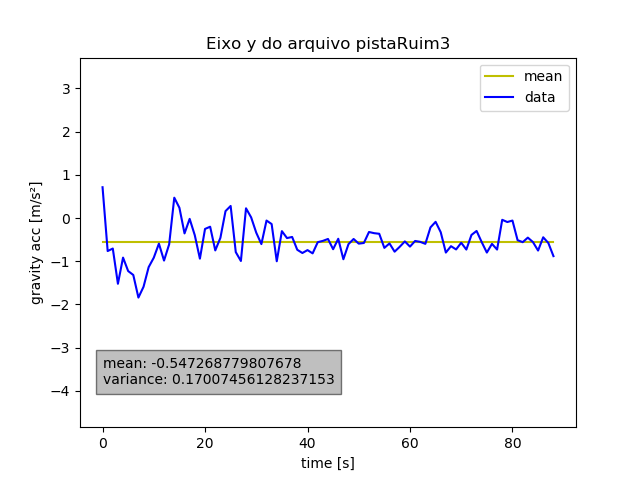 Eixo y do arquivo pistaRuim3
mean
data
3
2
1
0
−1
−2
−3
−4
gravity acc [m/s²]
mean: -0.547268779807678
variance: 0.17007456128237153
0 20 40 60 80
time [s]